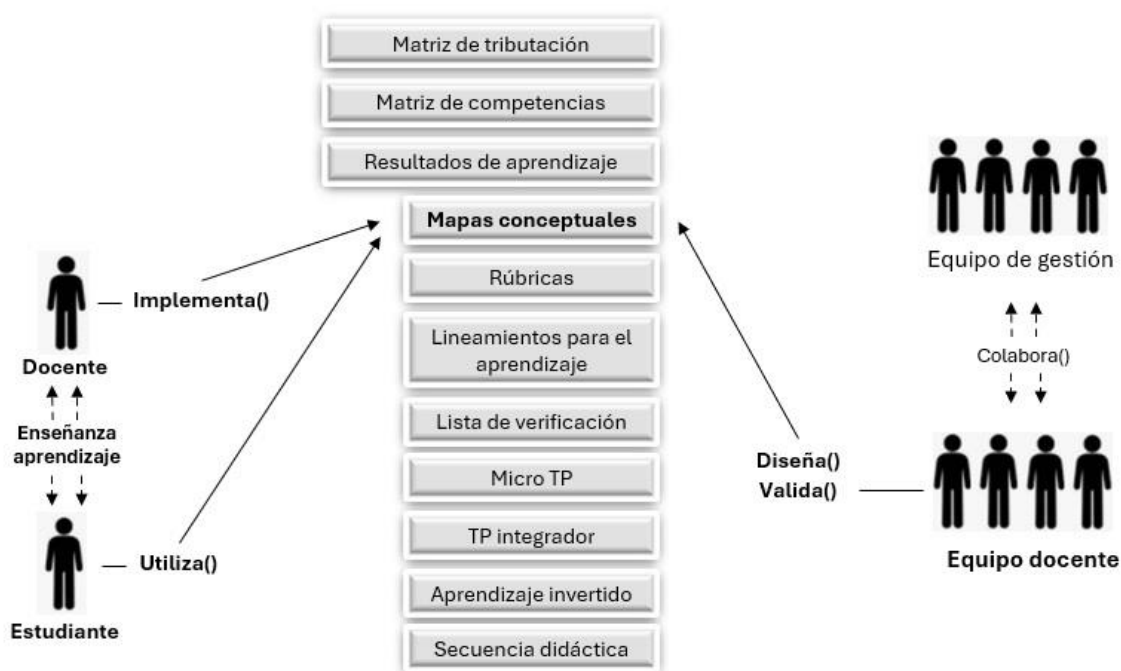 Matriz de tributación
Matriz de competencias
Resultados de aprendizaje
Mapas conceptuales
Rúbricas
Lineamientos para el
aprendizaje
Lista de verificación
Micro TP
TP integrador
Aprendizaje invertido
Secuencia didáctica
Implementa()
Docente
Enseñanza
aprendizaje
Utiliza()
Estudiante
Equipo de gestión
Colabora()
Diseña()
Valida()
Equipo docente